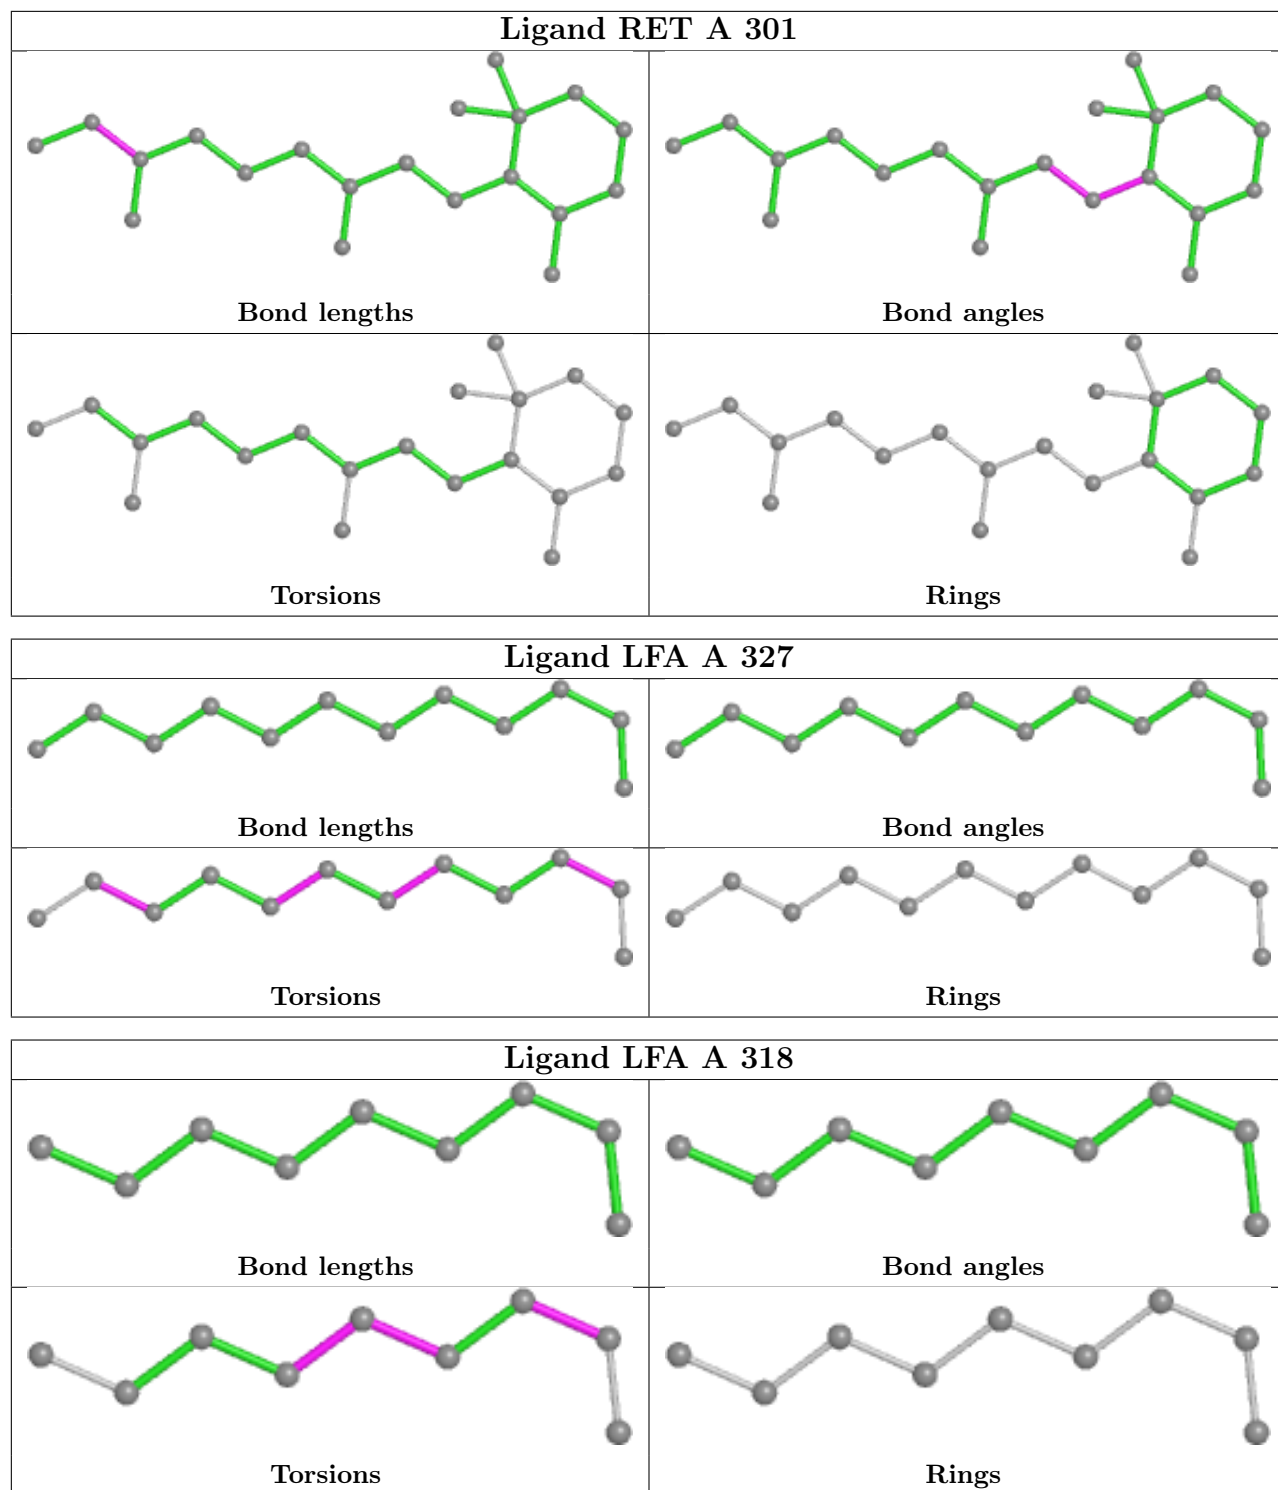 Ligand RET A 301
Bond lengths
Bond angles
Torsions
Rings
Ligand LFA A 327
Bond lengths
Bond angles
Torsions
Rings
Ligand LFA A 318
Bond lengths
Bond angles
Torsions
Rings